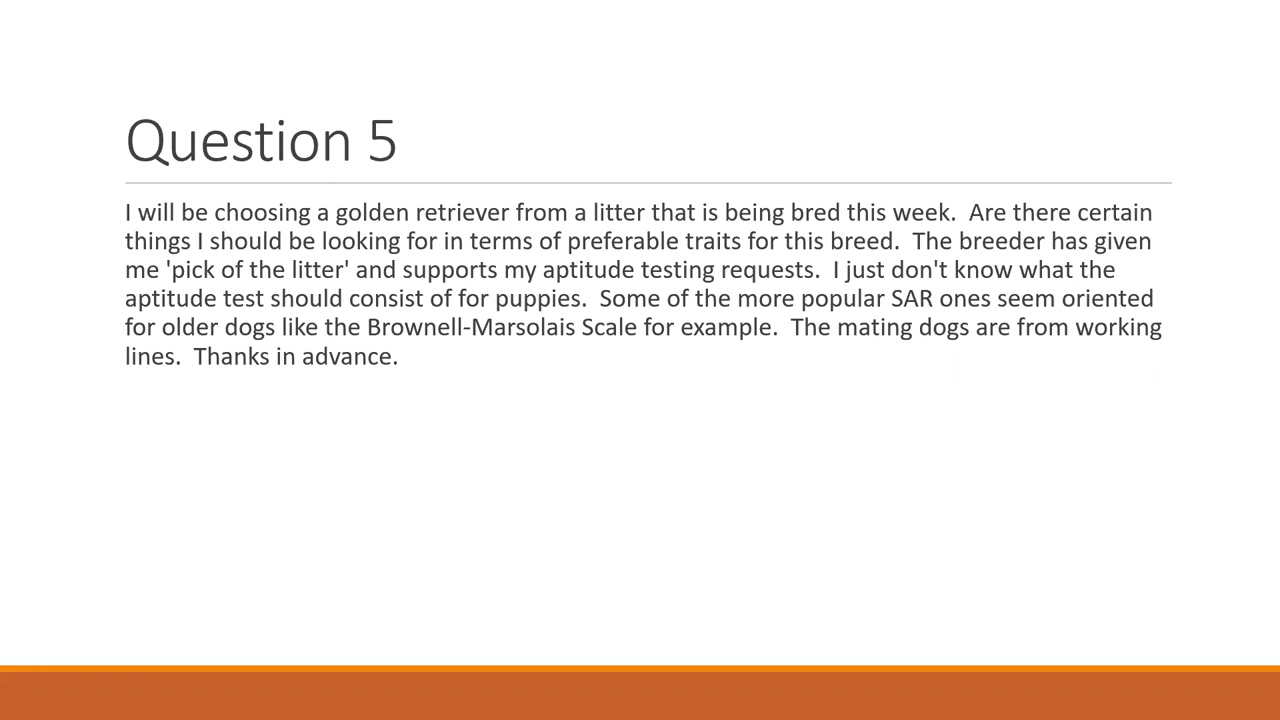 Question 5
I will be choosing a golden retriever from a litter that is being bred this week.  Are there certain
things I should be looking for in terms of preferable traits for this breed.  The breeder has given
me 'pick of the litter' and supports my aptitude testing requests.  I just don't know what the
aptitude test should consist of for puppies.  Some of the more popular SAR ones seem oriented
for older dogs like the Brownell-Marsolais Scale for example.  The mating dogs are from working
lines.  Thanks in advance.